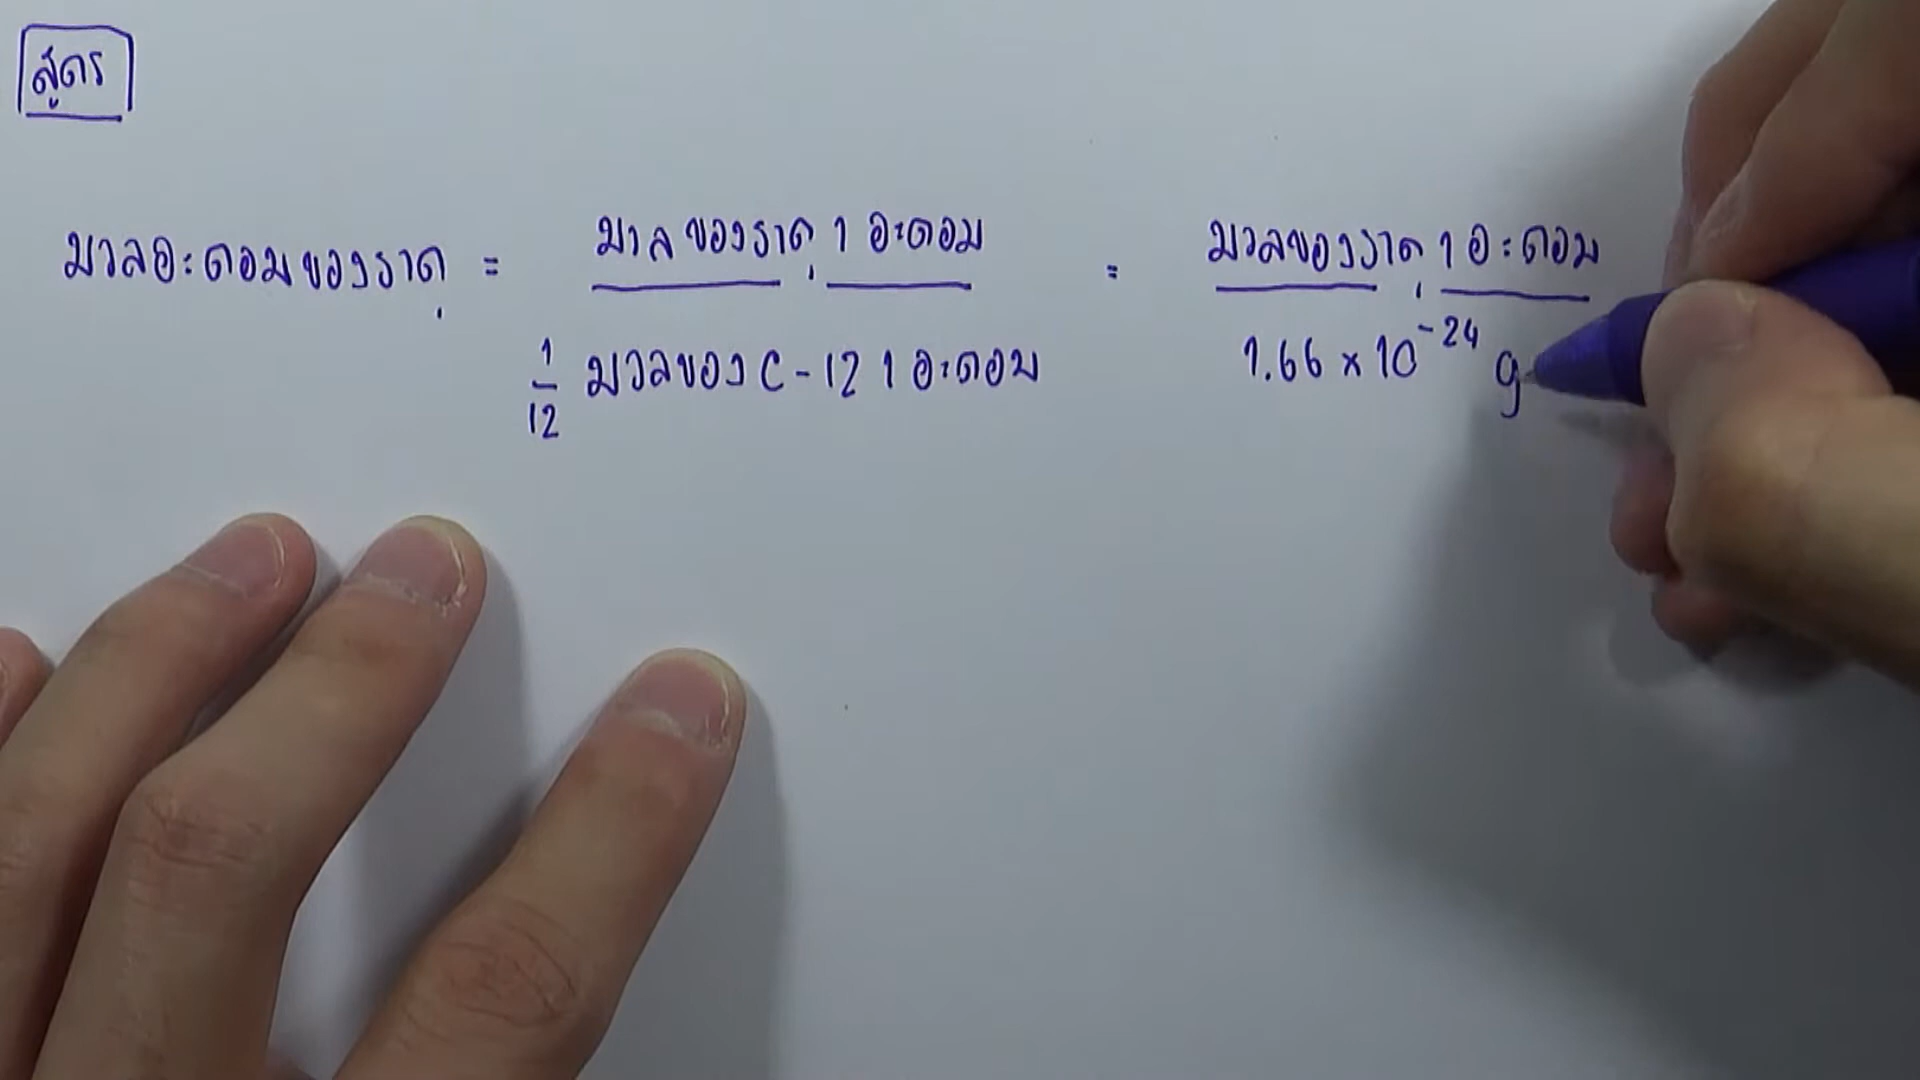 สูตร
มวลอะตอมของธาตุ = มวลของธาตุ 1 อะตอม = มวลของธาตุ 1 อะตอม
1/12 มวลของ C-12 1 อะตอม 1.66 × 10⁻²⁴ g